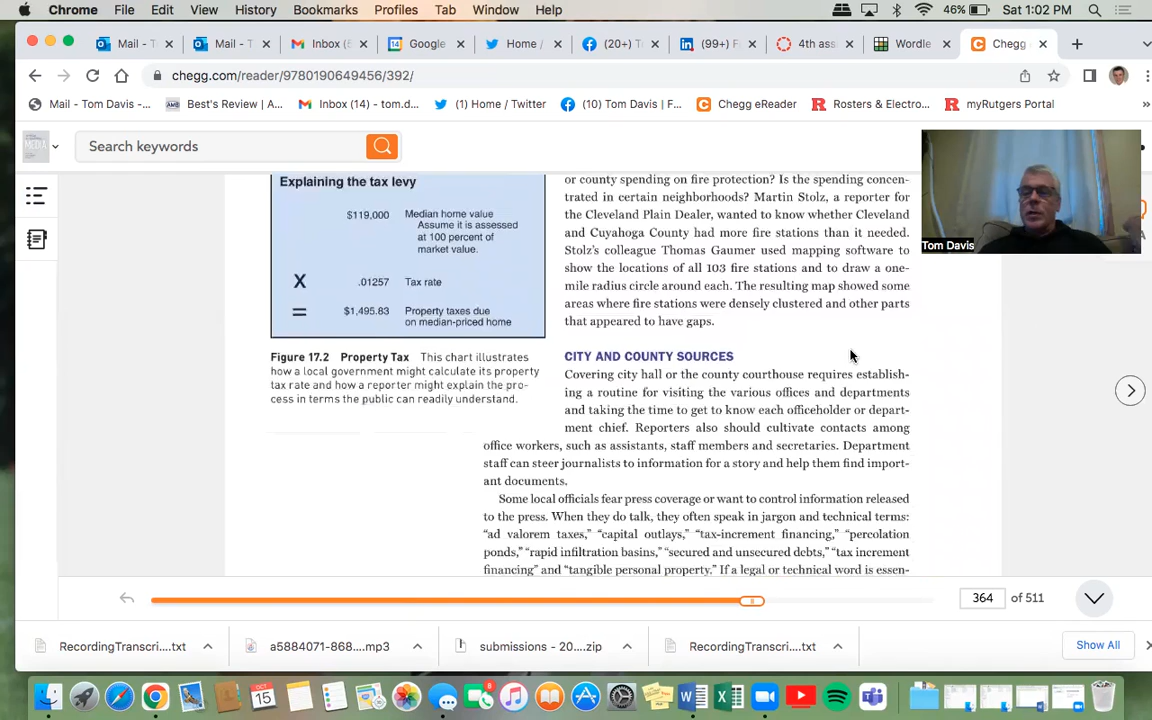 Chrome File Edit View History Bookmarks Profiles Tab Window Help 46% Sat 1:02 PM
Mail - T Mail - T Inbox (5 Google Home / (20+) T (99+) F 4th ass Wordle Chegg
chegg.com/reader/9780190649456/392/
Mail - Tom Davis -... Best's Review | A... Inbox (14) - tom.d... (1) Home / Twitter (10) Tom Davis | F... Chegg eReader Rosters & Electro... myRutgers Portal »
MEDIA
Search keywords
Tom Davis
Explaining the tax levy
$119,000 Median home value
Assume it is assessed
at 100 percent of
market value.
X .01257 Tax rate
= $1,495.83 Property taxes due
on median-priced home
Figure 17.2 Property Tax This chart illustrates
how a local government might calculate its property
tax rate and how a reporter might explain the pro-
cess in terms the public can readily understand.
or county spending on fire protection? Is the spending concen-
trated in certain neighborhoods? Martin Stolz, a reporter for
the Cleveland Plain Dealer, wanted to know whether Cleveland
and Cuyahoga County had more fire stations than it needed.
Stolz's colleague Thomas Gaumer used mapping software to
show the locations of all 103 fire stations and to draw a one-
mile radius circle around each. The resulting map showed some
areas where fire stations were densely clustered and other parts
that appeared to have gaps.
CITY AND COUNTY SOURCES
Covering city hall or the county courthouse requires establish-
ing a routine for visiting the various offices and departments
and taking the time to get to know each officeholder or depart-
ment chief. Reporters also should cultivate contacts among
office workers, such as assistants, staff members and secretaries. Department
staff can steer journalists to information for a story and help them find import-
ant documents.
Some local officials fear press coverage or want to control information released
to the press. When they do talk, they often speak in jargon and technical terms:
"ad valorem taxes," "capital outlays," "tax-increment financing," "percolation
ponds," "rapid infiltration basins," "secured and unsecured debts," "tax increment
financing" and "tangible personal property." If a legal or technical word is essen-
364 of 511
RecordingTranscri....txt a5884071-868....mp3 submissions - 20....zip RecordingTranscri....txt Show All
OCT
15
8